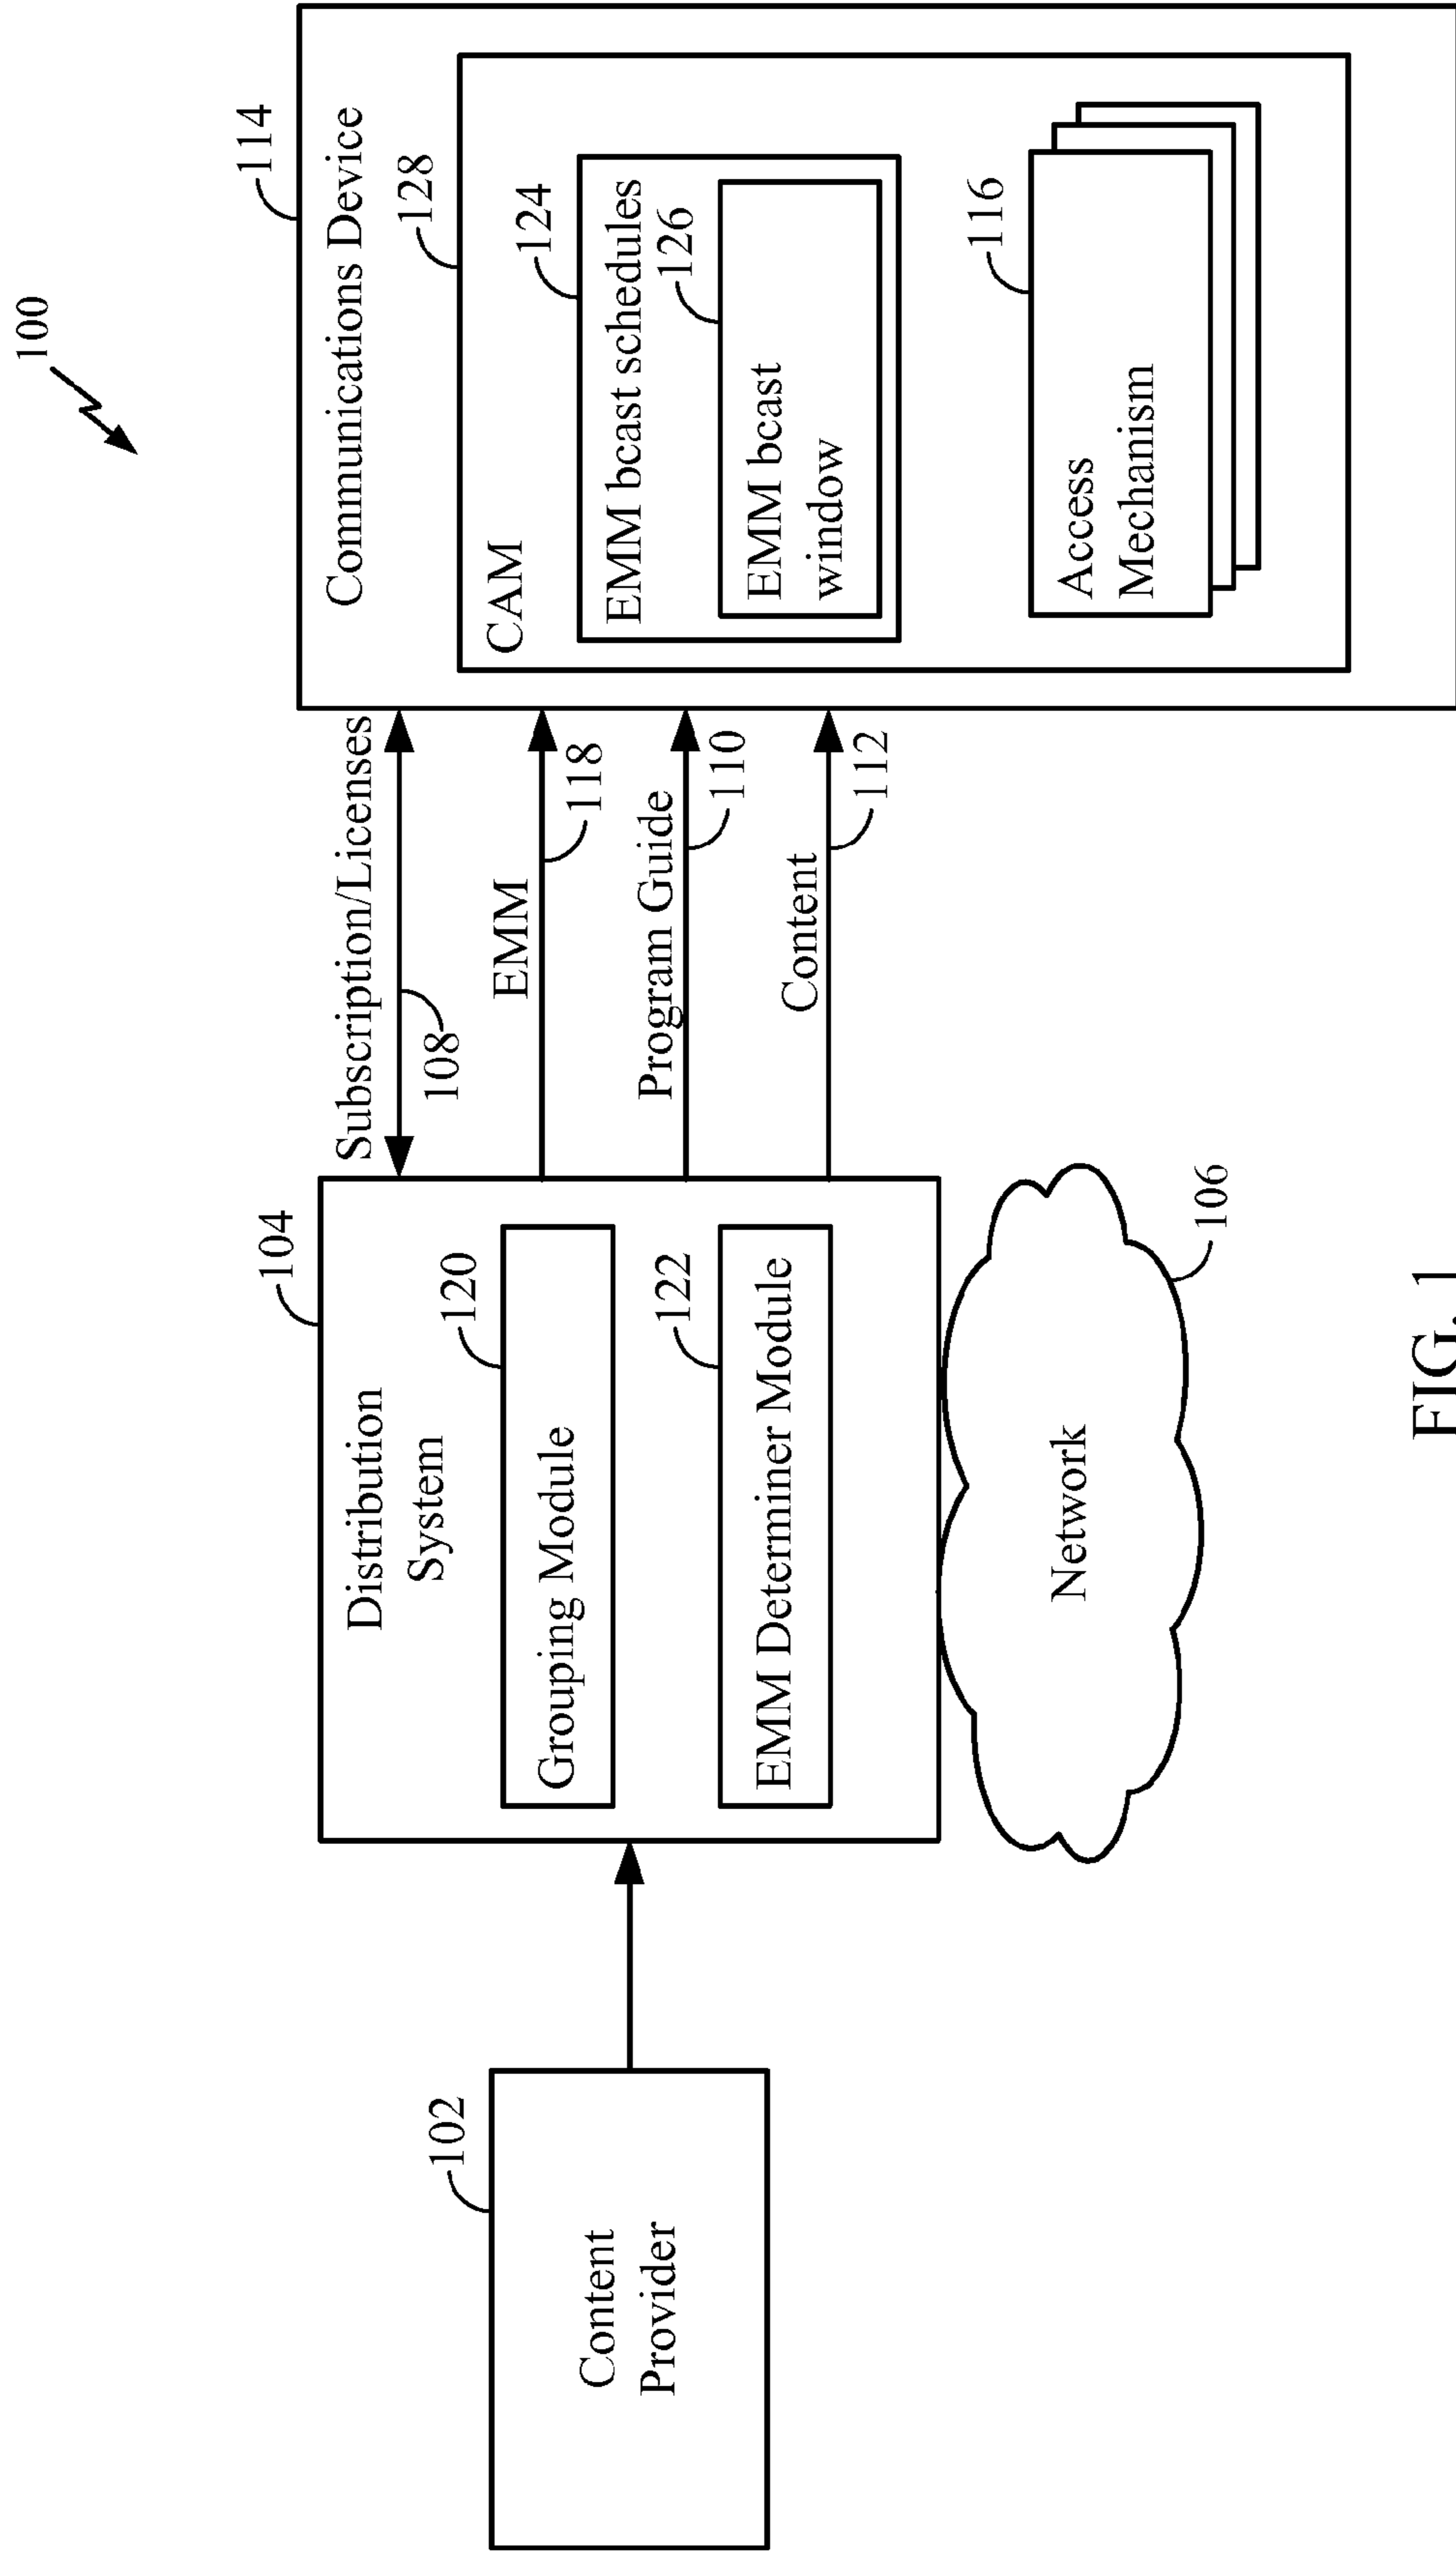 100
114
Communications Device
128
CAM
124
EMM bcast schedules
126
EMM bcast
window
116
Access
Mechanism
Subscription/Licenses
108
EMM
118
Program Guide
110
Content
112
104
Distribution
System
120
Grouping Module
122
EMM Determiner Module
106
Network
102
Content
Provider
FIG. 1